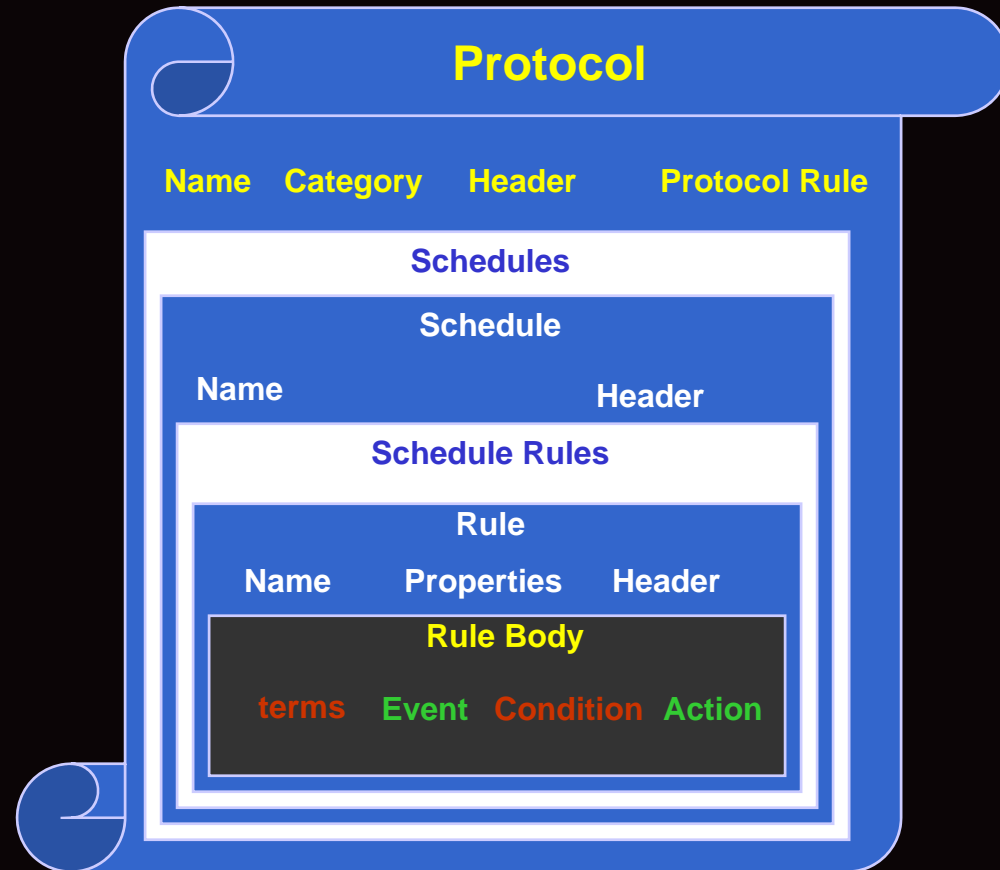 Protocol
Name Category Header Protocol Rule
Schedules
Schedule
Name Header
Schedule Rules
Rule
Name Properties Header
Rule Body
terms Event Condition Action